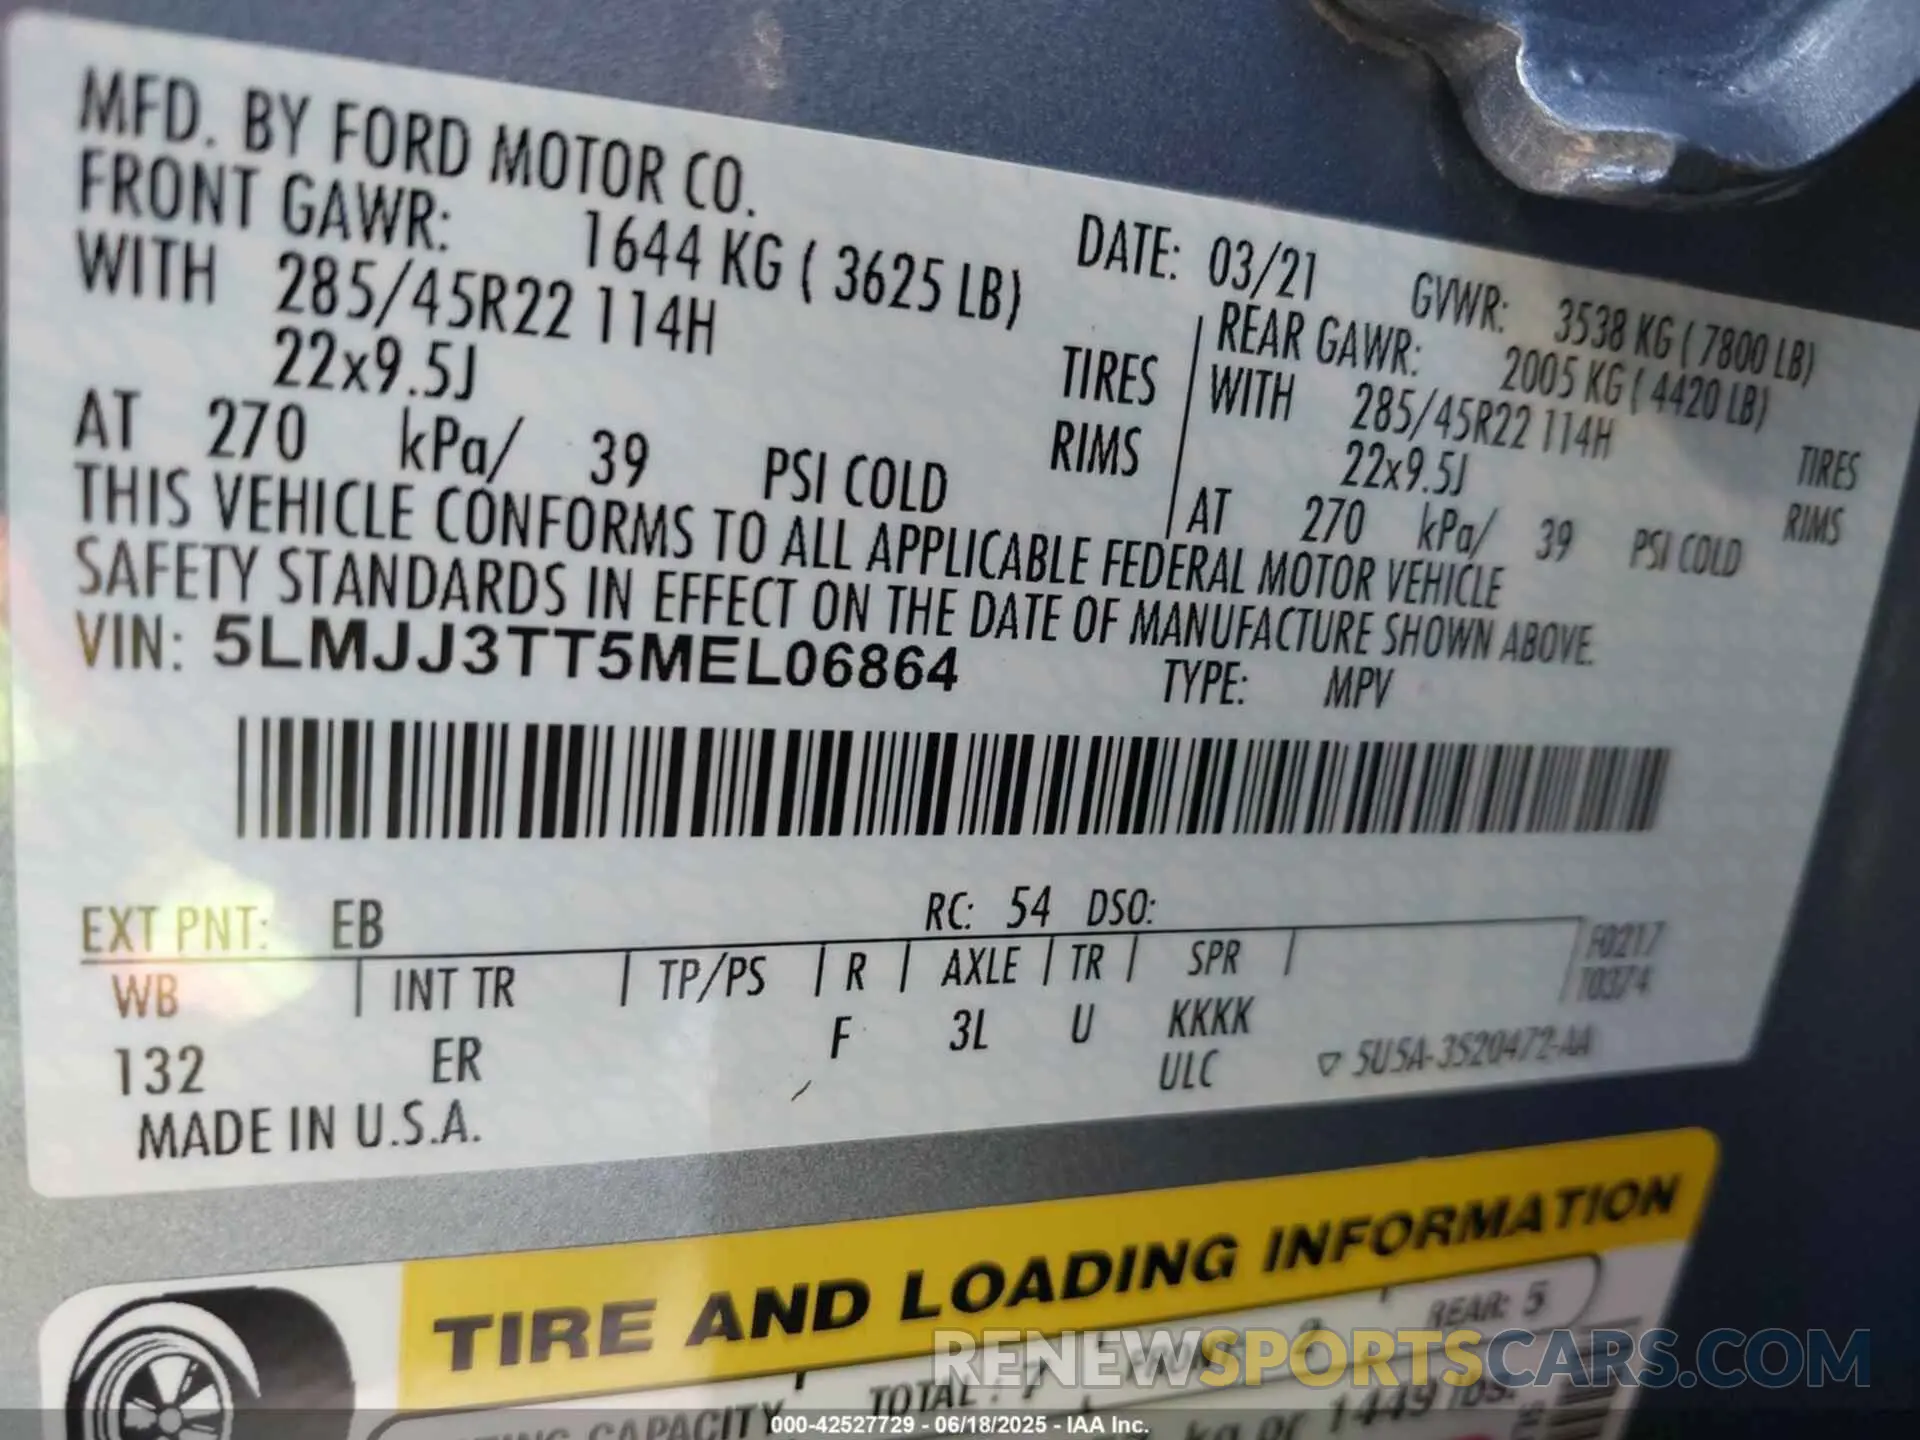 MFD. BY FORD MOTOR CO.
DATE: 03/21 GVWR: 3538 KG ( 7800 LB)
FRONT GAWR: 1644 KG ( 3625 LB)
REAR GAWR: 2005 KG ( 4420 LB)
WITH 285/45R22 114H TIRES
WITH 285/45R22 114H TIRES
22x9.5J RIMS
22x9.5J RIMS
AT 270 kPa/ 39 PSI COLD
AT 270 kPa/ 39 PSI COLD
THIS VEHICLE CONFORMS TO ALL APPLICABLE FEDERAL MOTOR VEHICLE
SAFETY STANDARDS IN EFFECT ON THE DATE OF MANUFACTURE SHOWN ABOVE.
VIN: 5LMJJ3TT5MEL06864 TYPE: MPV
EXT PNT: EB RC: 54 DSO:
WB | INT TR | TP/PS | R | AXLE | TR | SPR |
F0217
T0374
132 ER F 3L U KKKK
ULC
▽ 5U5A-3520472-AA
MADE IN U.S.A.
TIRE AND LOADING INFORMATION
CAPACITY TOTAL : 7 REAR: 5
kg or 1449 lbs.
RENEWSPORTSCARS.COM
000-42527729 - 06/18/2025 - IAA Inc.